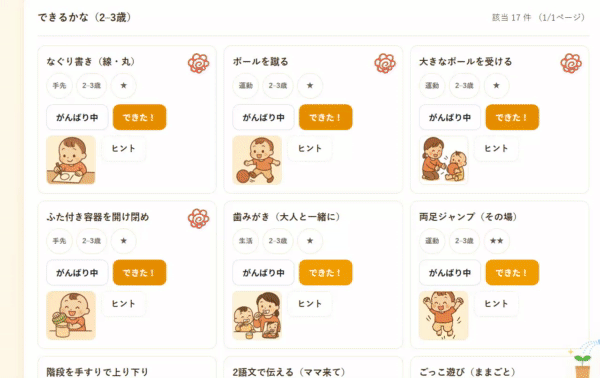 できるかな（2–3歳）
該当 17 件 （1/1ページ）
なぐり書き（線・丸）
手先 2-3歳 ★
がんばり中 できた！
ヒント
ボールを蹴る
運動 2-3歳 ★
がんばり中 できた！
ヒント
大きなボールを受ける
運動 2-3歳 ★
がんばり中 できた！
ヒント
ふた付き容器を開け閉め
手先 2-3歳 ★
がんばり中 できた！
ヒント
歯みがき（大人と一緒に）
生活 2-3歳 ★
がんばり中 できた！
ヒント
両足ジャンプ（その場）
運動 2-3歳 ★★
がんばり中 できた！
ヒント
階段を手すりで上り下り
2語文で伝える（ママ来て）
ごっこ遊び（ままごと）